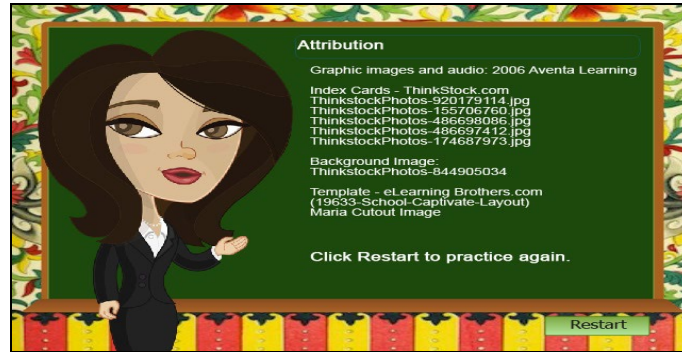 Attribution
Graphic images and audio: 2006 Aventa Learning
Index Cards - ThinkStock.com
ThinkstockPhotos-920179114.jpg
ThinkstockPhotos-155706760.jpg
ThinkstockPhotos-486698086.jpg
ThinkstockPhotos-486697412.jpg
ThinkstockPhotos-174687973.jpg
Background Image:
ThinkstockPhotos-844905034
Template - eLearning Brothers.com
(19633-School-Captivate-Layout)
Maria Cutout Image
Click Restart to practice again.
Restart